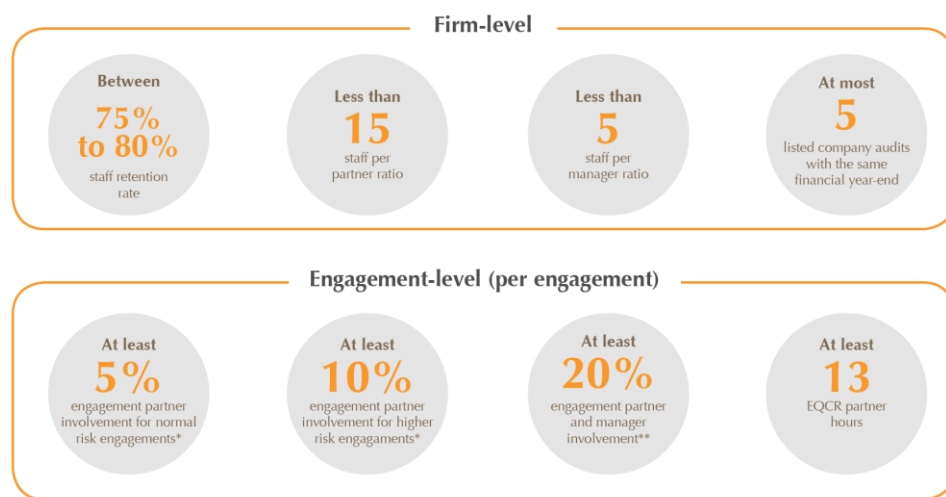 Firm-level
Between
75%
to 80%
staff retention
rate
Less than
15
staff per
partner ratio
Less than
5
staff per
manager ratio
At most
5
listed company audits
with the same
financial year-end
Engagement-level (per engagement)
At least
5%
engagement partner
involvement for normal
risk engagements*
At least
10%
engagement partner
involvement for higher
risk engagaments*
At least
20%
engagement partner
and manager
involvement**
At least
13
EQCR partner
hours